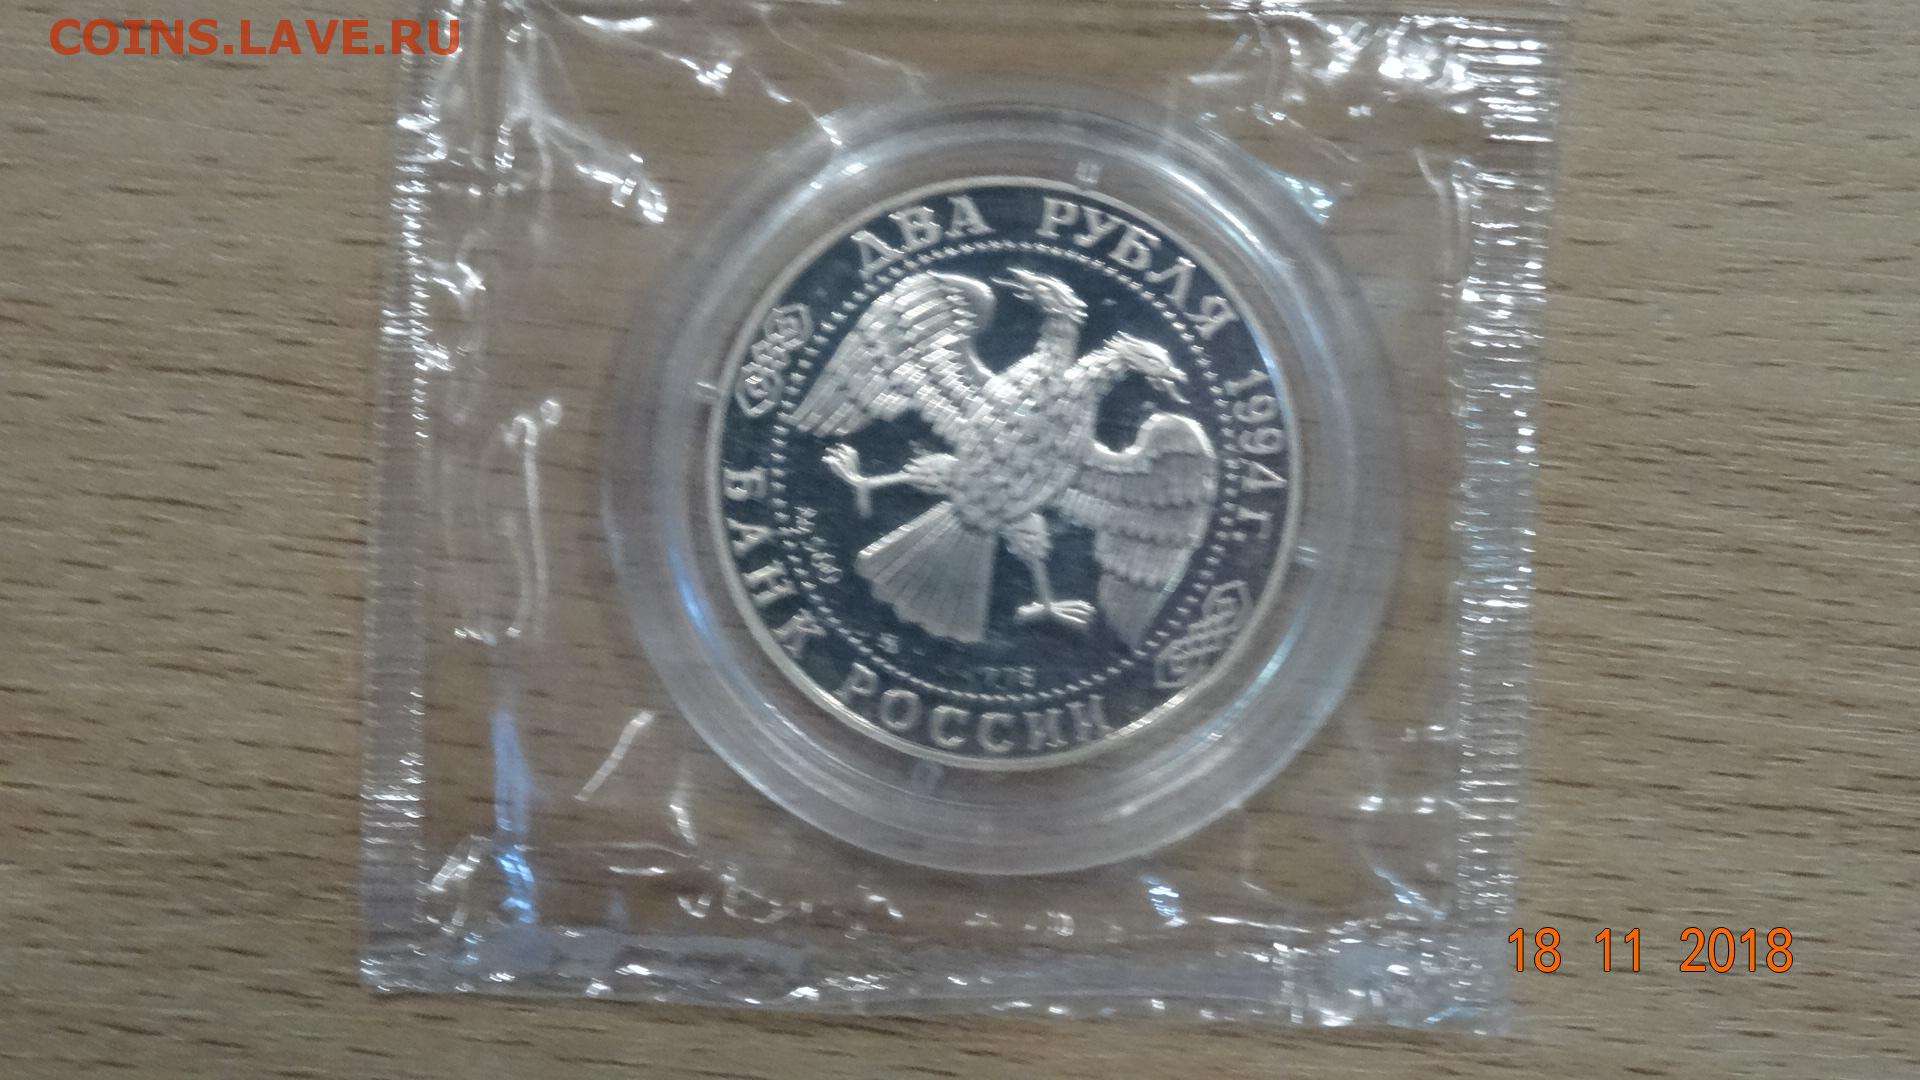 COINS.LAVE.RU
ДВА РУБЛЯ 1994 г.
БАНК РОССИИ
18 11 2018